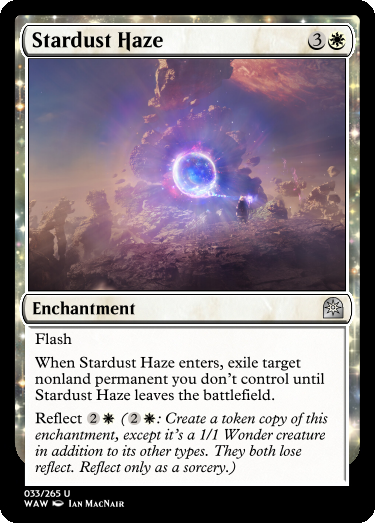 Stardust Haze 3
Enchantment
Flash
When Stardust Haze enters, exile target
nonland permanent you don't control until
Stardust Haze leaves the battlefield.
Reflect 2 (2 : Create a token copy of this
enchantment, except it's a 1/1 Wonder creature
in addition to its other types. They both lose
reflect. Reflect only as a sorcery.)
033/265 U
WAW Ian MacNair